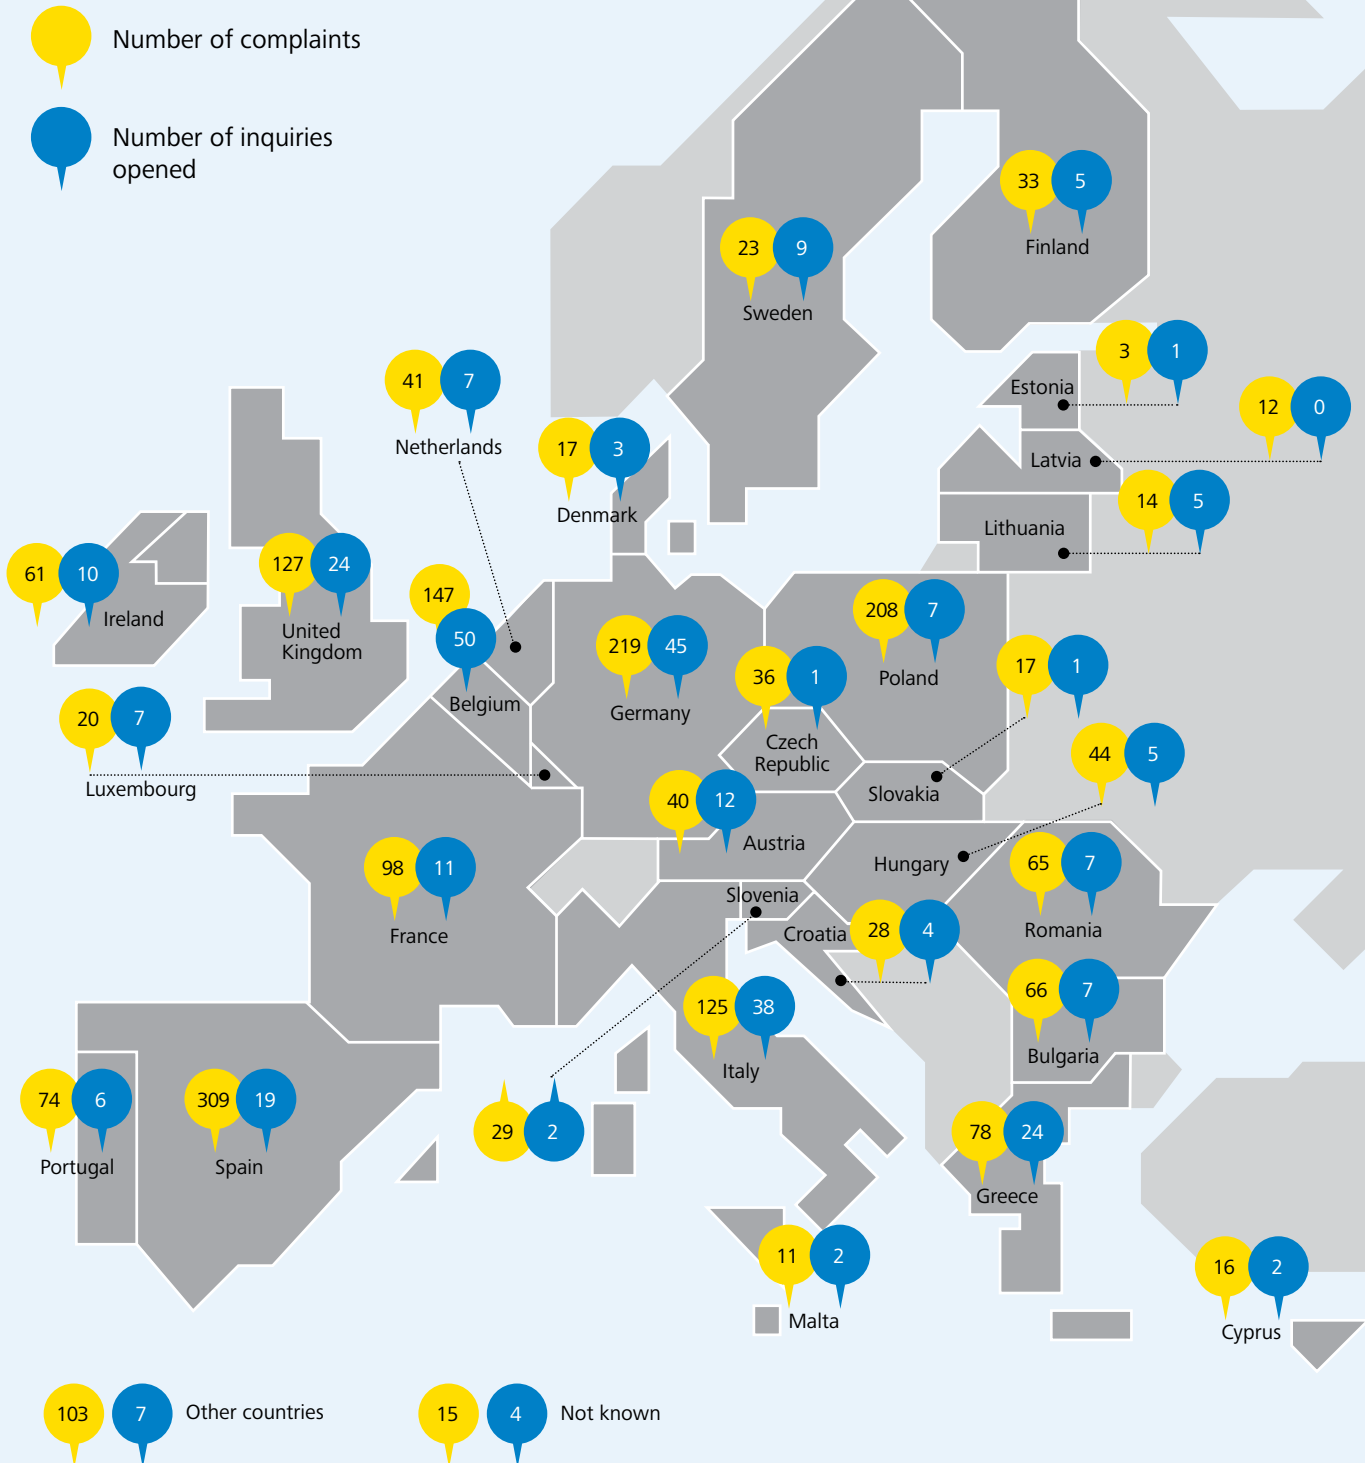 Number of complaints
Number of inquiries
opened
33 5
Finland
23 9
Sweden
3 1
Estonia
12 0
Latvia
41 7
Netherlands
17 3
Denmark
14 5
Lithuania
61 10
Ireland
127 24
United
Kingdom
147
50
Belgium
219 45
Germany
208 7
Poland
36 1
Czech
Republic
17 1
Slovakia
20 7
Luxembourg
44 5
Hungary
40 12
Austria
98 11
France
Slovenia
28 4
Croatia
65 7
Romania
66 7
Bulgaria
125 38
Italy
74 6
Portugal
309 19
Spain
29 2
78 24
Greece
11 2
Malta
16 2
Cyprus
103 7 Other countries
15 4 Not known